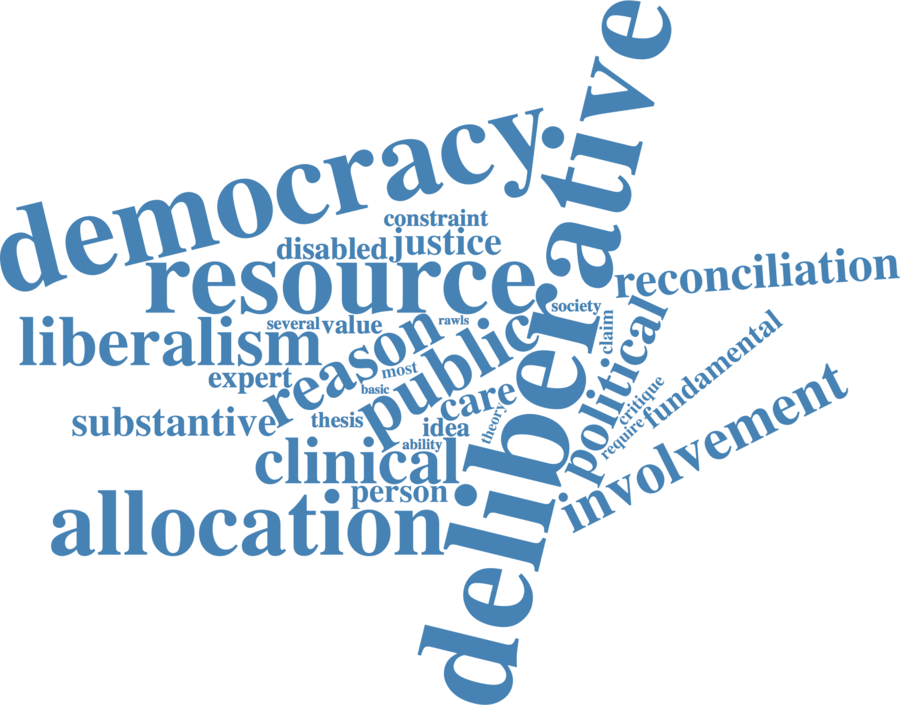 deliberative
democracy
constraint
disabled
justice
resource
reconciliation
society
several
value
rawls
liberalism
reason
public
claim
political
expert
most
basic
care
critique
fundamental
substantive
thesis
idea
theory
require
involvement
ability
clinical
person
allocation